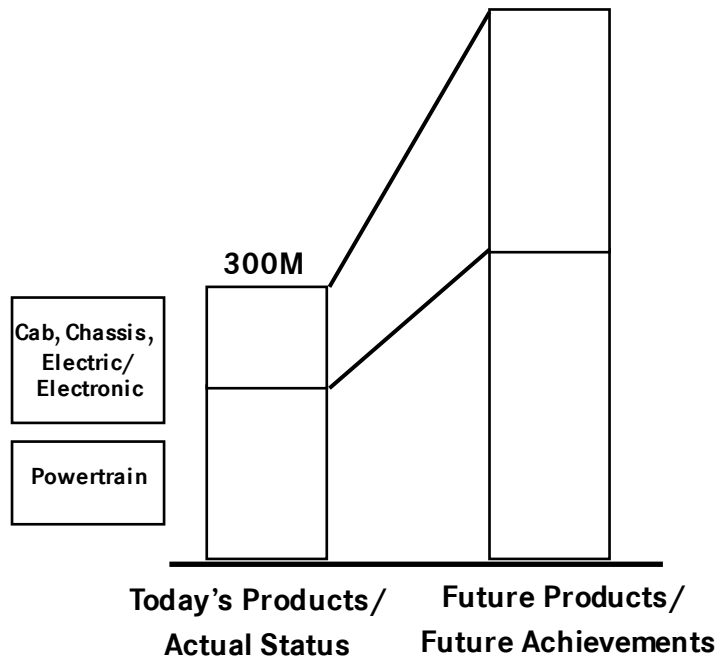 300M
Cab, Chassis,
Electric/
Electronic
Powertrain
Today's Products/
Actual Status
Future Products/
Future Achievements